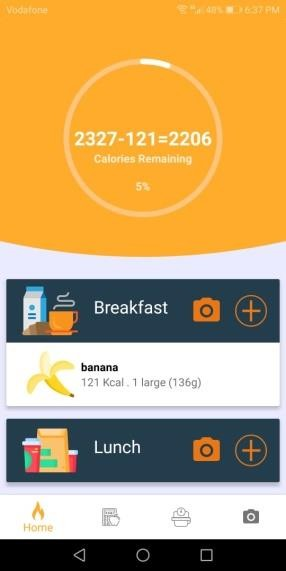 Vodafone
48% 6:37 PM
2327-121=2206
Calories Remaining
5%
Breakfast
banana
121 Kcal . 1 large (136g)
Lunch
Home